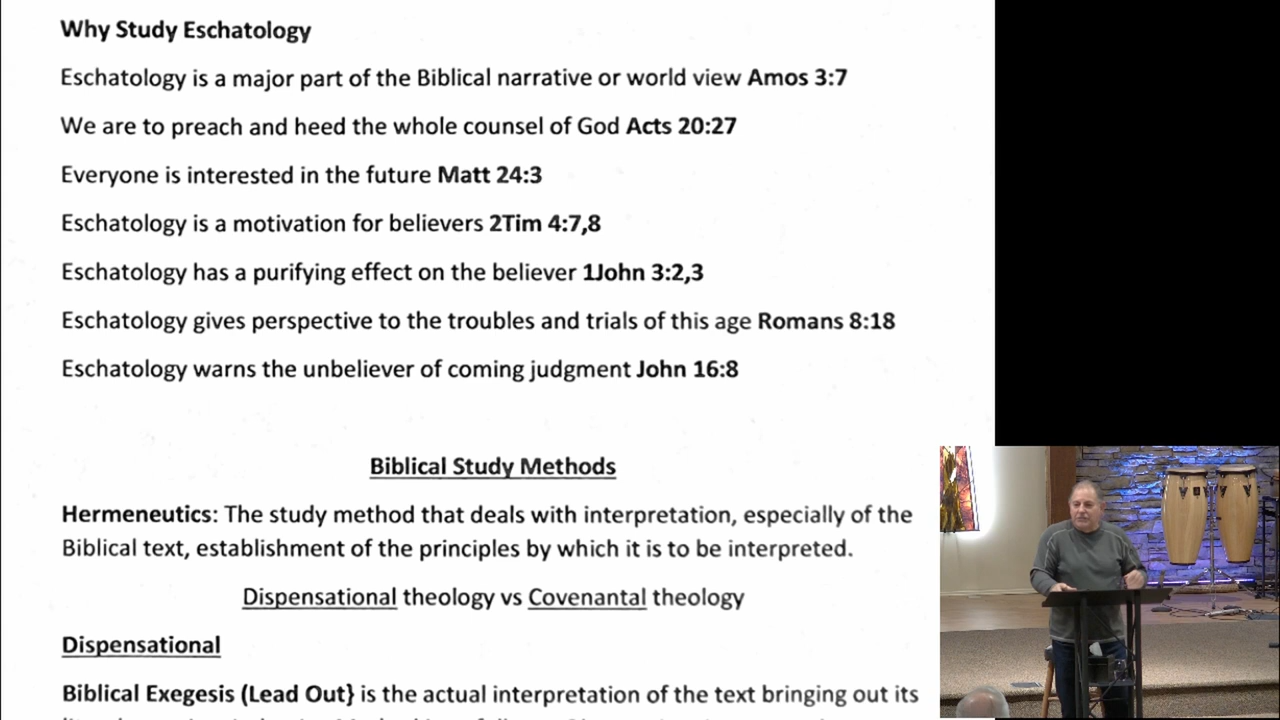 Why Study Eschatology
Eschatology is a major part of the Biblical narrative or world view Amos 3:7
We are to preach and heed the whole counsel of God Acts 20:27
Everyone is interested in the future Matt 24:3
Eschatology is a motivation for believers 2Tim 4:7,8
Eschatology has a purifying effect on the believer 1John 3:2,3
Eschatology gives perspective to the troubles and trials of this age Romans 8:18
Eschatology warns the unbeliever of coming judgment John 16:8
Biblical Study Methods
Hermeneutics: The study method that deals with interpretation, especially of the
Biblical text, establishment of the principles by which it is to be interpreted.
Dispensational theology vs Covenantal theology
Dispensational
Biblical Exegesis (Lead Out} is the actual interpretation of the text bringing out its